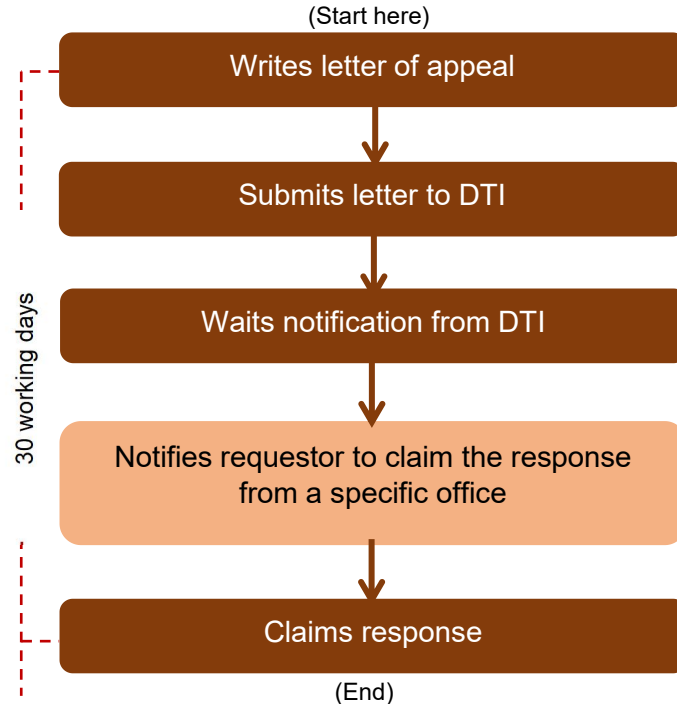 (Start here)
Writes letter of appeal
Submits letter to DTI
Waits notification from DTI
30 working days
Notifies requestor to claim the response
from a specific office
Claims response
(End)